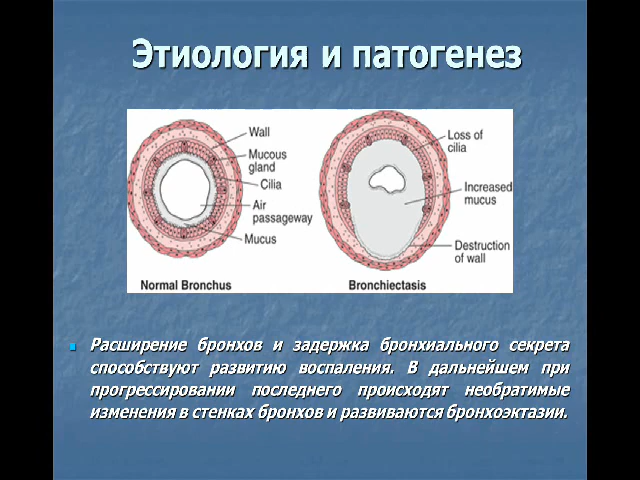 Этиология и патогенез
Wall
Mucous
gland
Cilia
Air
passageway
Mucus
Normal Bronchus
Loss of
cilia
Increased
mucus
Destruction
of wall
Bronchiectasis
Расширение бронхов и задержка бронхиального секрета
способствуют развитию воспаления. В дальнейшем при
прогрессировании последнего происходят необратимые
изменения в стенках бронхов и развиваются бронхоэктазии.